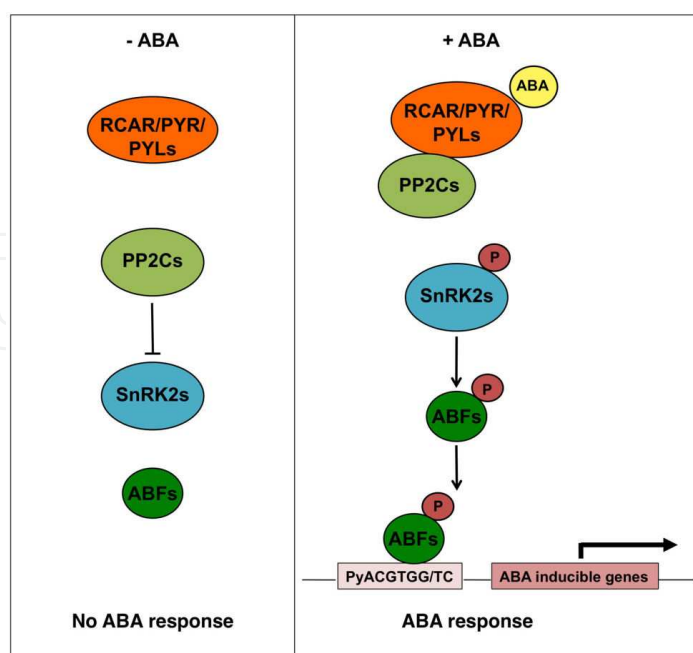 - ABA
RCAR/PYR/
PYLs
PP2Cs
SnRK2s
ABFs
No ABA response
+ ABA
ABA
RCAR/PYR/
PYLs
PP2Cs
P
SnRK2s
P
ABFs
P
ABFs
PyACGTGG/TC
ABA inducible genes
ABA response